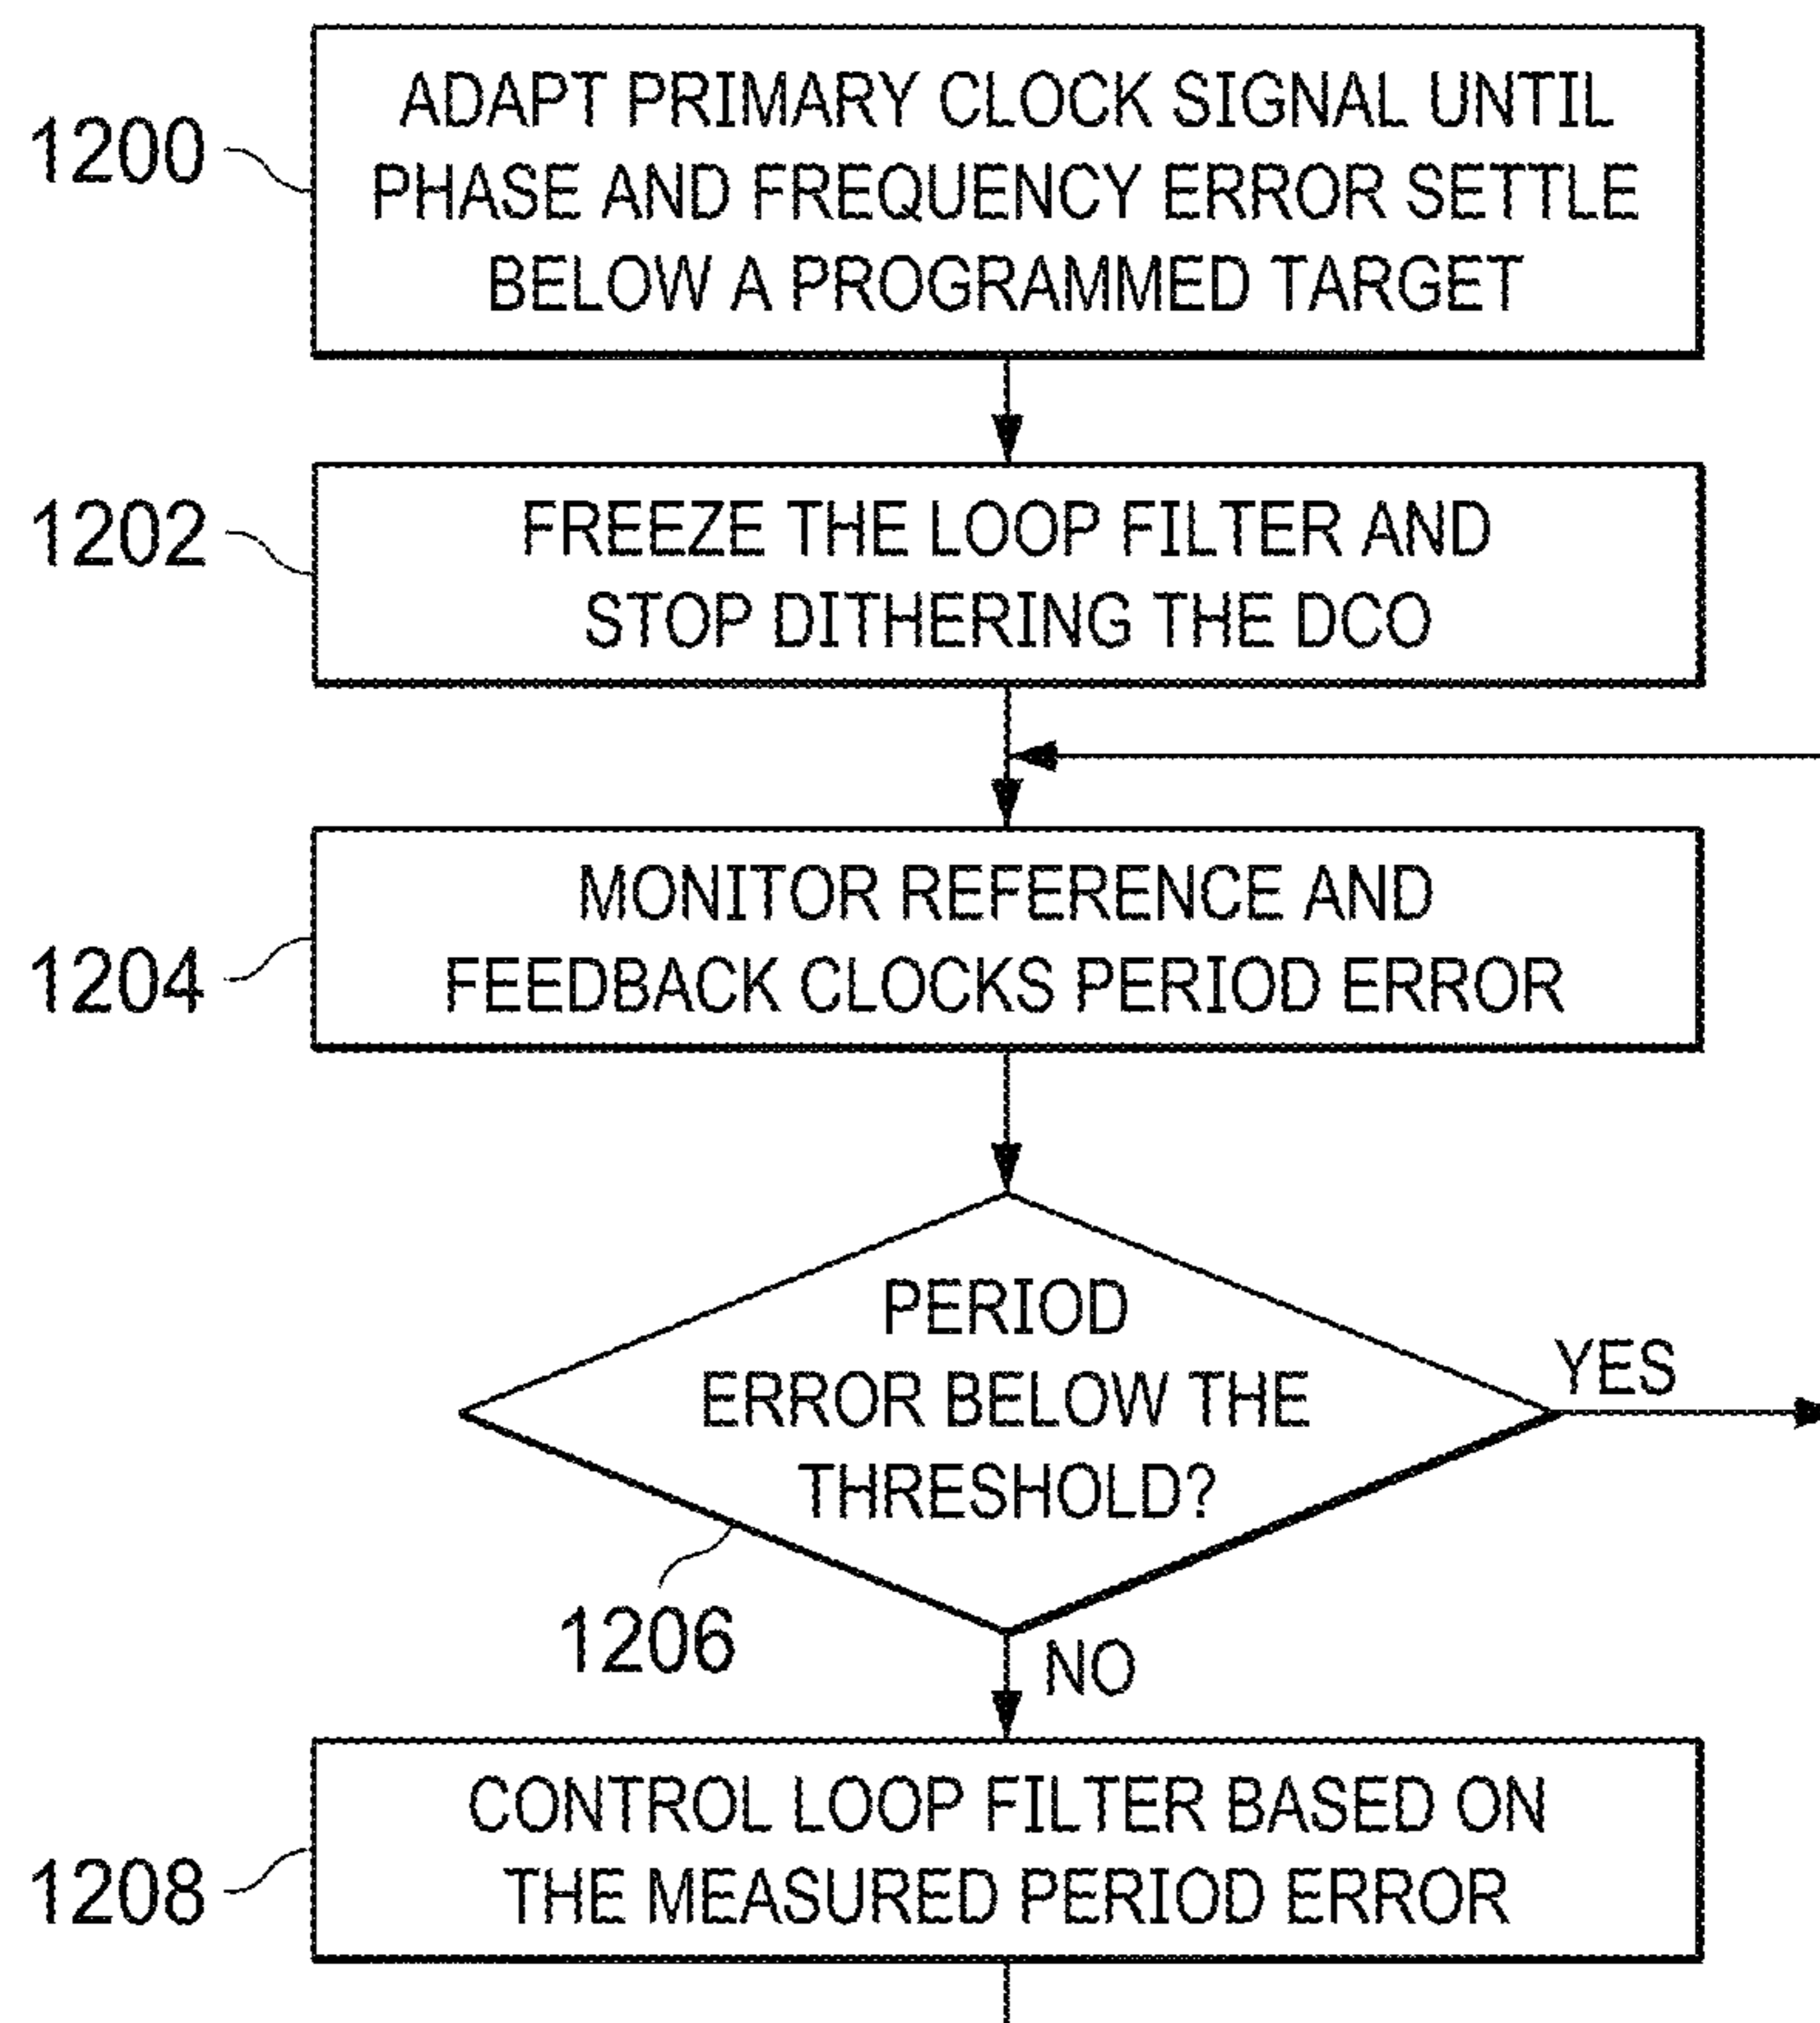 1200
ADAPT PRIMARY CLOCK SIGNAL UNTIL
PHASE AND FREQUENCY ERROR SETTLE
BELOW A PROGRAMMED TARGET
1202
FREEZE THE LOOP FILTER AND
STOP DITHERING THE DCO
1204
MONITOR REFERENCE AND
FEEDBACK CLOCKS PERIOD ERROR
PERIOD
ERROR BELOW THE
THRESHOLD?
YES
1206
NO
1208
CONTROL LOOP FILTER BASED ON
THE MEASURED PERIOD ERROR